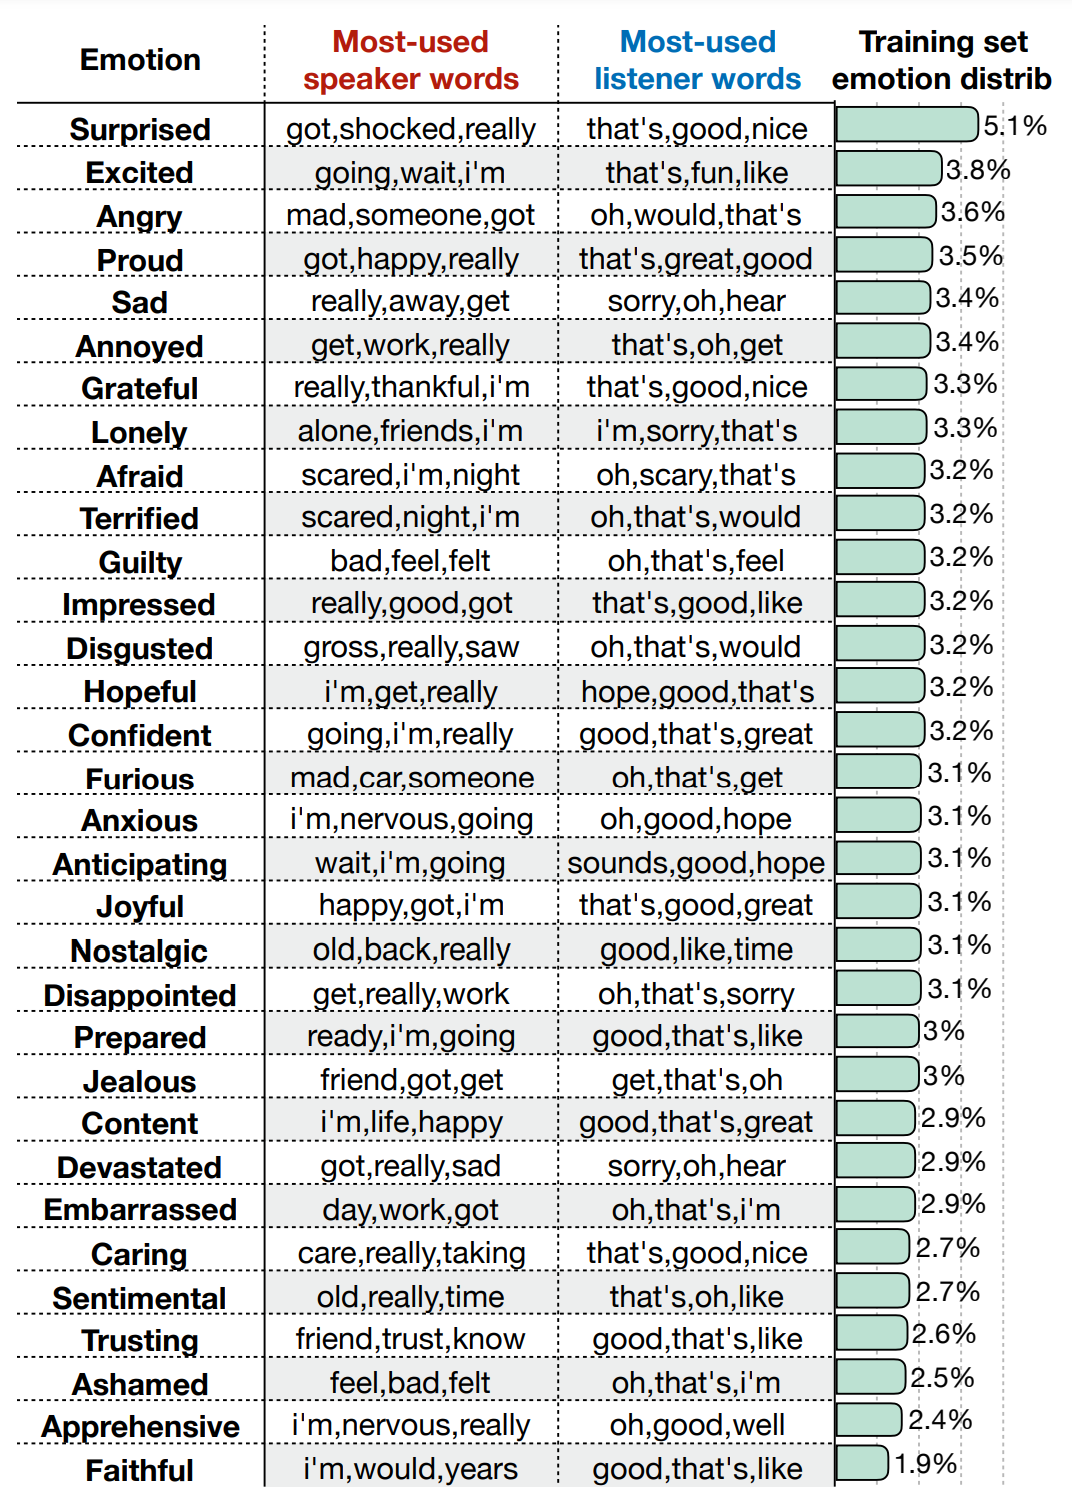 Emotion Most-used speaker words Most-used listener words Training set emotion distrib
Surprised got,shocked,really that's,good,nice 5.1%
Excited going,wait,i'm that's,fun,like 3.8%
Angry mad,someone,got oh,would,that's 3.6%
Proud got,happy,really that's,great,good 3.5%
Sad really,away,get sorry,oh,hear 3.4%
Annoyed get,work,really that's,oh,get 3.4%
Grateful really,thankful,i'm that's,good,nice 3.3%
Lonely alone,friends,i'm i'm,sorry,that's 3.3%
Afraid scared,i'm,night oh,scary,that's 3.2%
Terrified scared,night,i'm oh,that's,would 3.2%
Guilty bad,feel,felt oh,that's,feel 3.2%
Impressed really,good,got that's,good,like 3.2%
Disgusted gross,really,saw oh,that's,would 3.2%
Hopeful i'm,get,really hope,good,that's 3.2%
Confident going,i'm,really good,that's,great 3.2%
Furious mad,car,someone oh,that's,get 3.1%
Anxious i'm,nervous,going oh,good,hope 3.1%
Anticipating wait,i'm,going sounds,good,hope 3.1%
Joyful happy,got,i'm that's,good,great 3.1%
Nostalgic old,back,really good,like,time 3.1%
Disappointed get,really,work oh,that's,sorry 3.1%
Prepared ready,i'm,going good,that's,like 3%
Jealous friend,got,get get,that's,oh 3%
Content i'm,life,happy good,that's,great 2.9%
Devastated got,really,sad sorry,oh,hear 2.9%
Embarrassed day,work,got oh,that's,i'm 2.9%
Caring care,really,taking that's,good,nice 2.7%
Sentimental old,really,time that's,oh,like 2.7%
Trusting friend,trust,know good,that's,like 2.6%
Ashamed feel,bad,felt oh,that's,i'm 2.5%
Apprehensive i'm,nervous,really oh,good,well 2.4%
Faithful i'm,would,years good,that's,like 1.9%